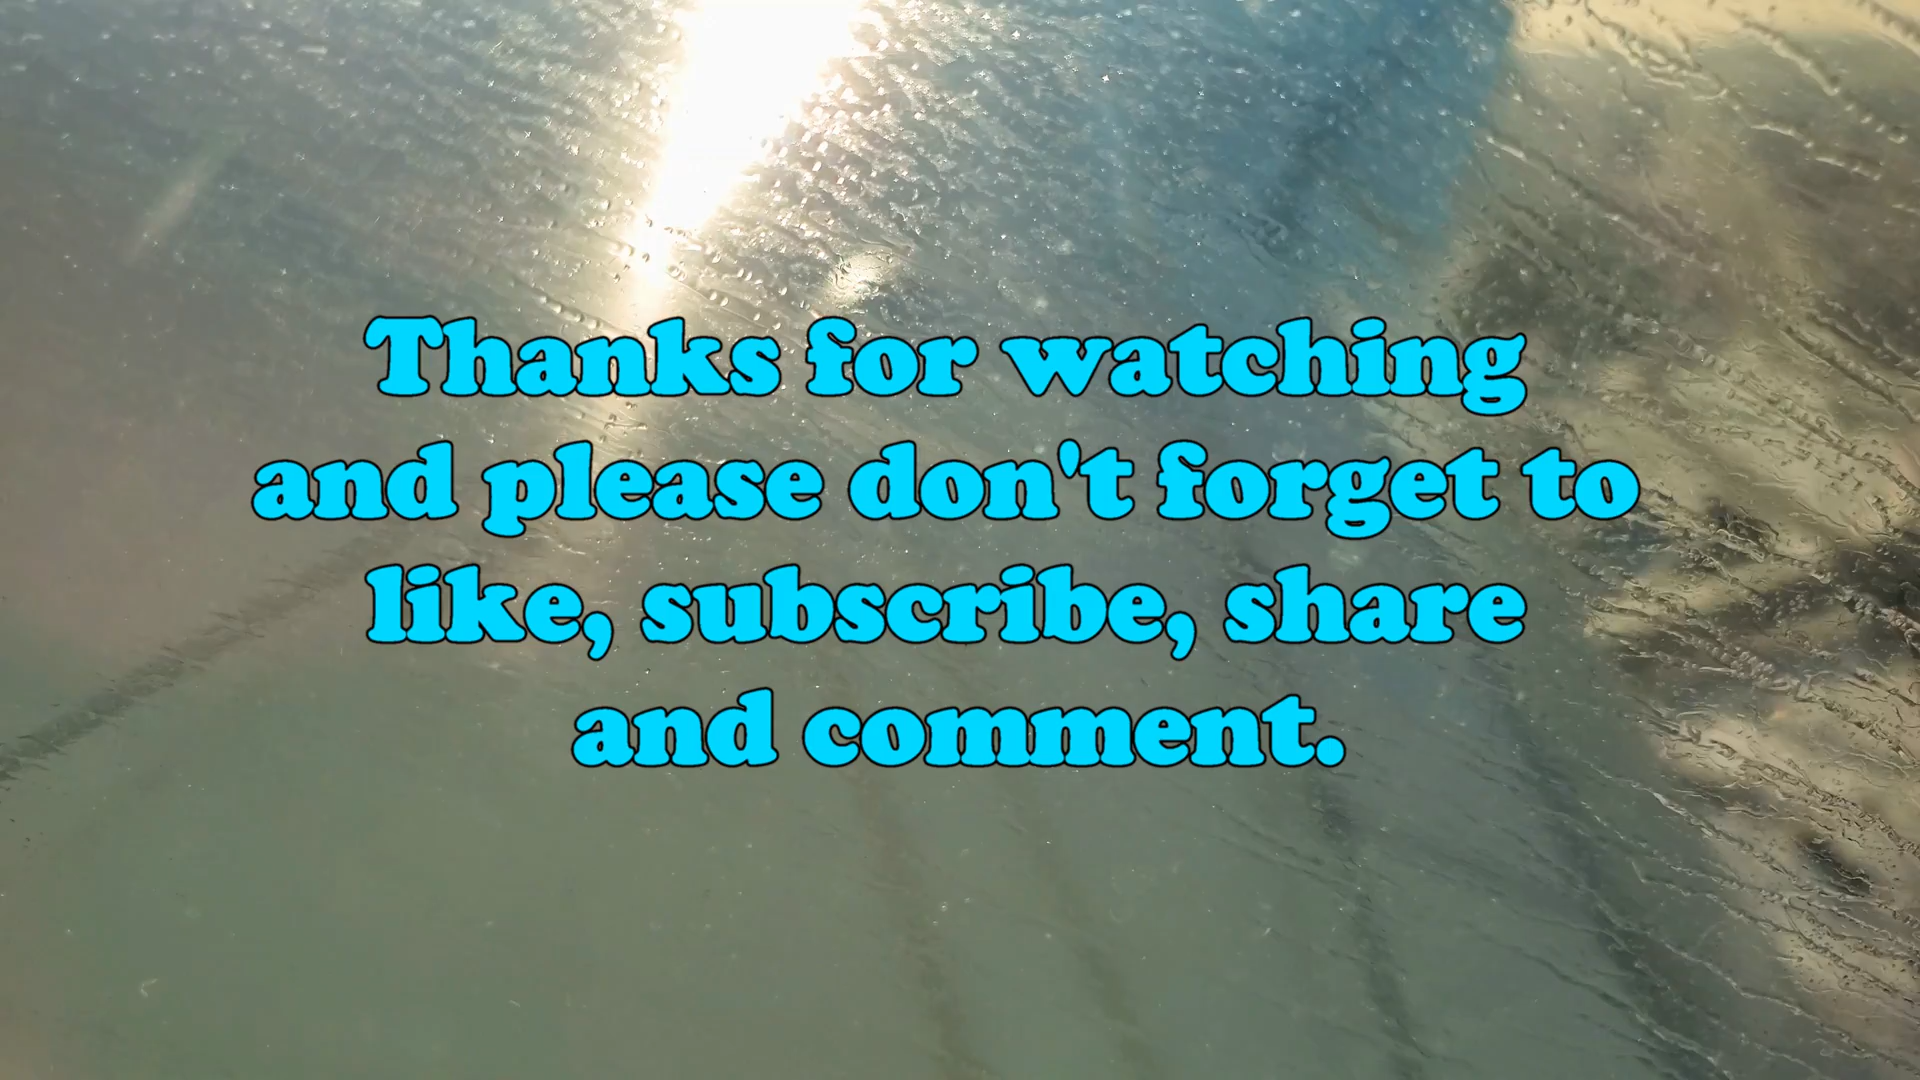 Thanks for watching
and please don't forget to
like, subscribe, share
and comment.